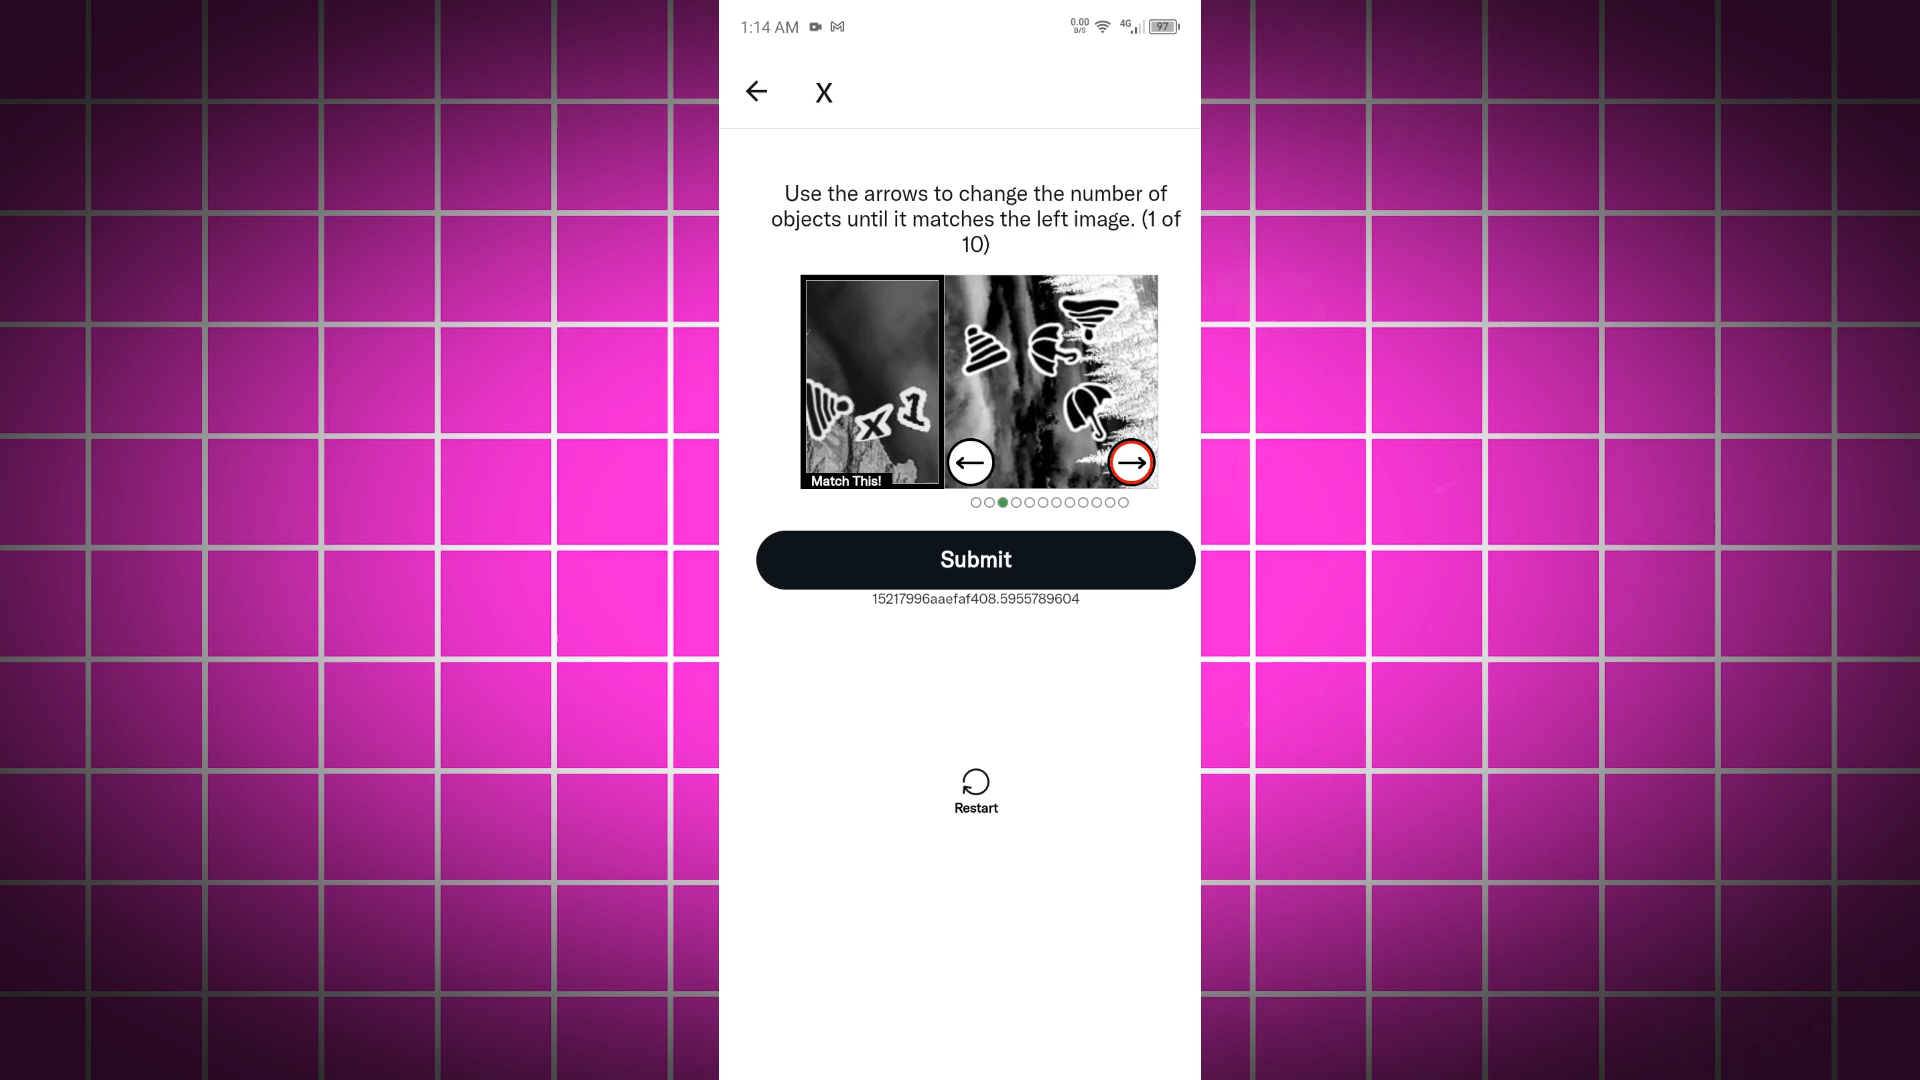 1:14 AM
0.00
B/S
4G
97
X
Use the arrows to change the number of
objects until it matches the left image. (1 of
10)
x 1
Match This!
Submit
15217996aaefaf408.5955789604
Restart